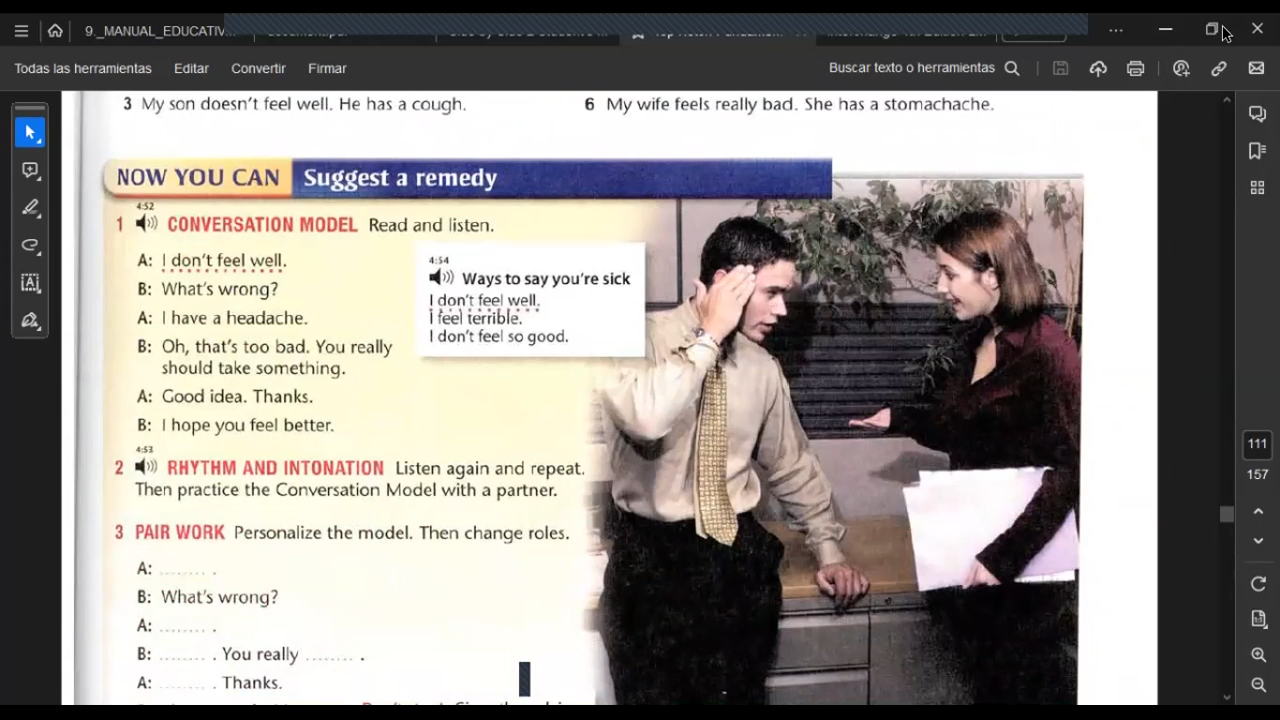 9._MANUAL_EDUCATIV...
Todas las herramientas
Editar
Convertir
Firmar
Buscar texto o herramientas
3 My son doesn't feel well. He has a cough.
6 My wife feels really bad. She has a stomachache.
NOW YOU CAN Suggest a remedy
4:52
1 CONVERSATION MODEL Read and listen.
A: I don't feel well.
B: What's wrong?
A: I have a headache.
B: Oh, that's too bad. You really
should take something.
A: Good idea. Thanks.
B: I hope you feel better.
4:54
Ways to say you're sick
I don't feel well.
I feel terrible.
I don't feel so good.
4:53
2 RHYTHM AND INTONATION Listen again and repeat.
Then practice the Conversation Model with a partner.
3 PAIR WORK Personalize the model. Then change roles.
A: ........ .
B: What's wrong?
A: ........ .
B: ........ . You really ........ .
A: ........ . Thanks.
111
157